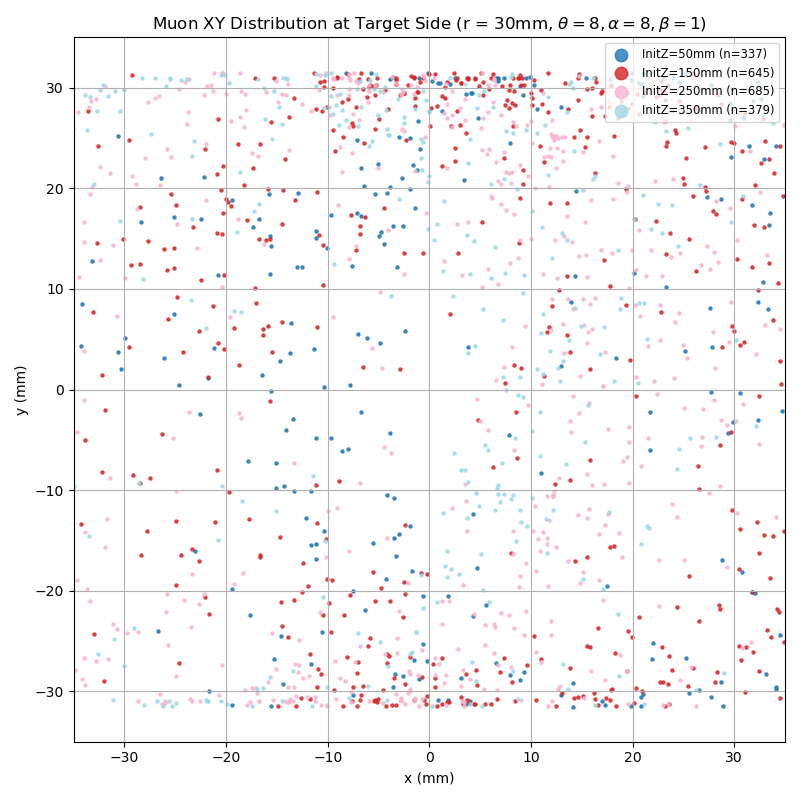 Muon XY Distribution at Target Side (r = 30mm, θ = 8, α = 8, β = 1)
InitZ=50mm (n=337)
InitZ=150mm (n=645)
InitZ=250mm (n=685)
InitZ=350mm (n=379)
y (mm)
30
20
10
0
−10
−20
−30
−30 −20 −10 0 10 20 30
x (mm)